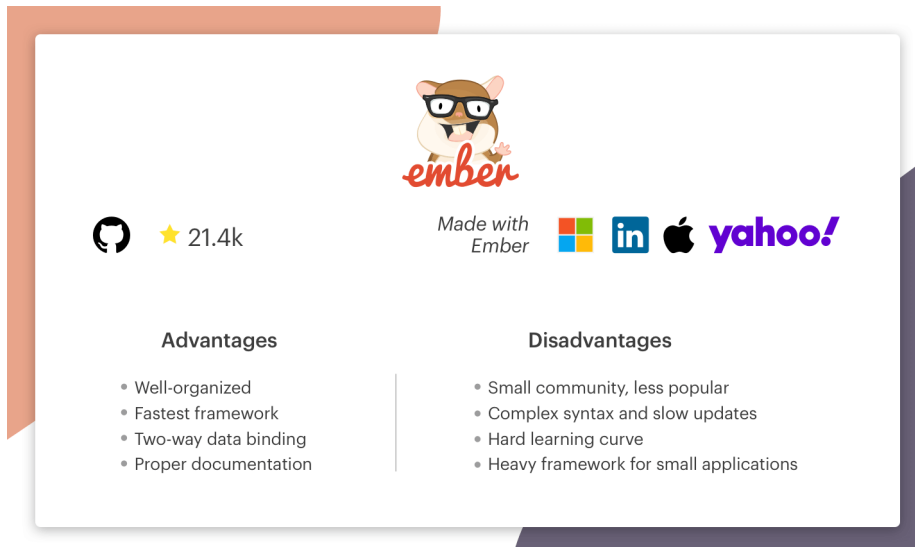 ember
21.4k
Made with
Ember
in
yahoo!
Advantages
Well-organized
Fastest framework
Two-way data binding
Proper documentation
Disadvantages
Small community, less popular
Complex syntax and slow updates
Hard learning curve
Heavy framework for small applications